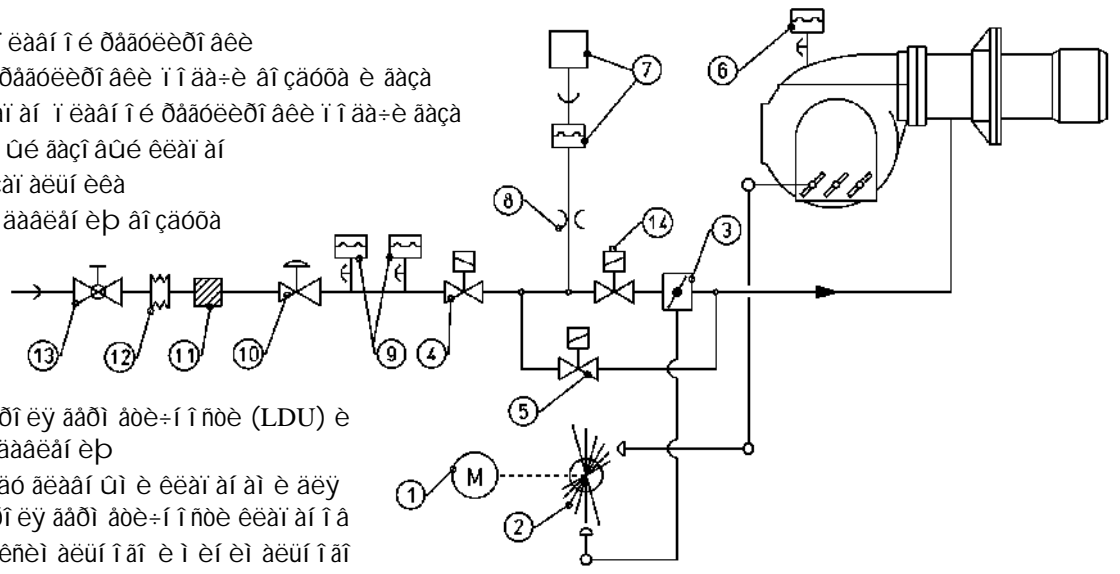 ï ëàâí î é ðåãóëèðî âêè
ðåãóëèðî âêè ï î äà÷è âî çäóõà è ãàçà
àï àí ï ëàâí î é ðåãóëèðî âêè ï î äà÷è ãàçà
ûé ãàçî âûé êëàï àí
çàï àëüí èêà
äàâëåí èþ âî çäóõà
6
7
8
14
3
13
12
11
10
9
4
5
ðî ëÿ ãåðì åòè÷í î ñòè (LDU) è
äàâëåí èþ
äó ãëàâí ûì è êëàï àí àì è äëÿ
ðî ëÿ ãåðì åòè÷í î ñòè êëàï àí î â
êñèì àëüí î ãî è ì èí èì àëüí î ãî
1
M
2